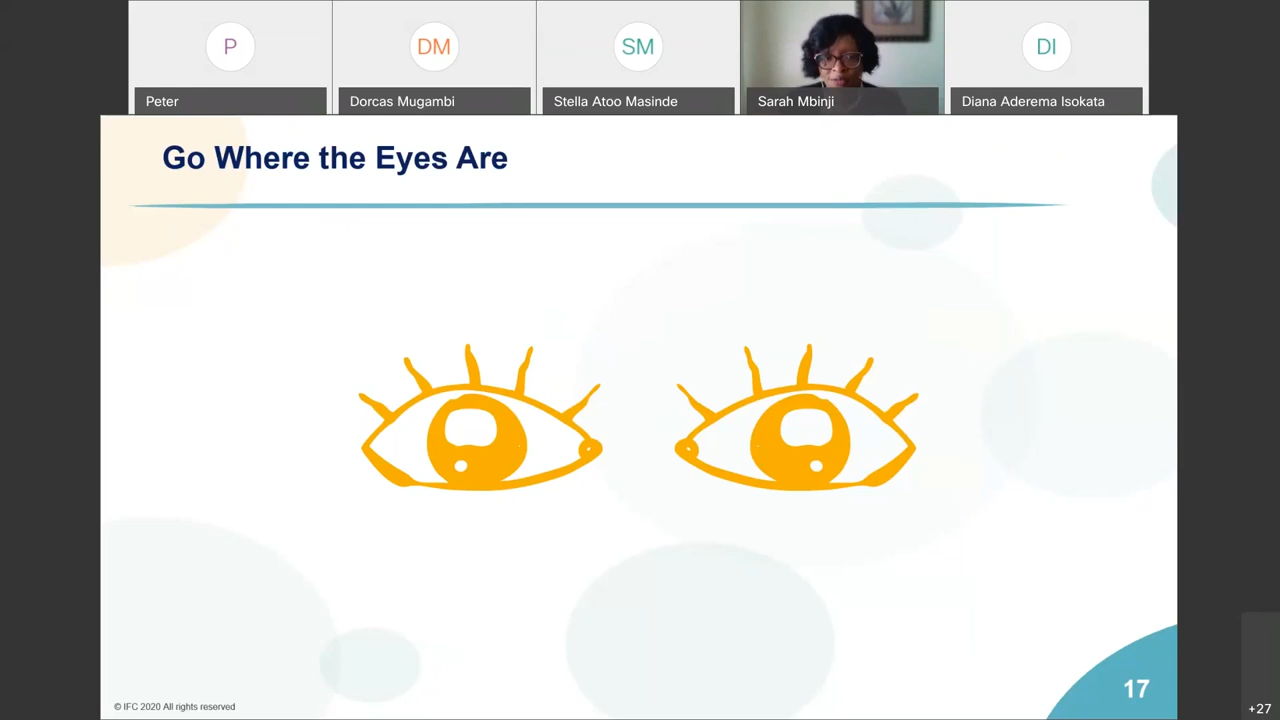 P
DM
SM
DI
Peter
Dorcas Mugambi
Stella Atoo Masinde
Sarah Mbinji
Diana Aderema Isokata
Go Where the Eyes Are
© IFC 2020 All rights reserved
17
+27